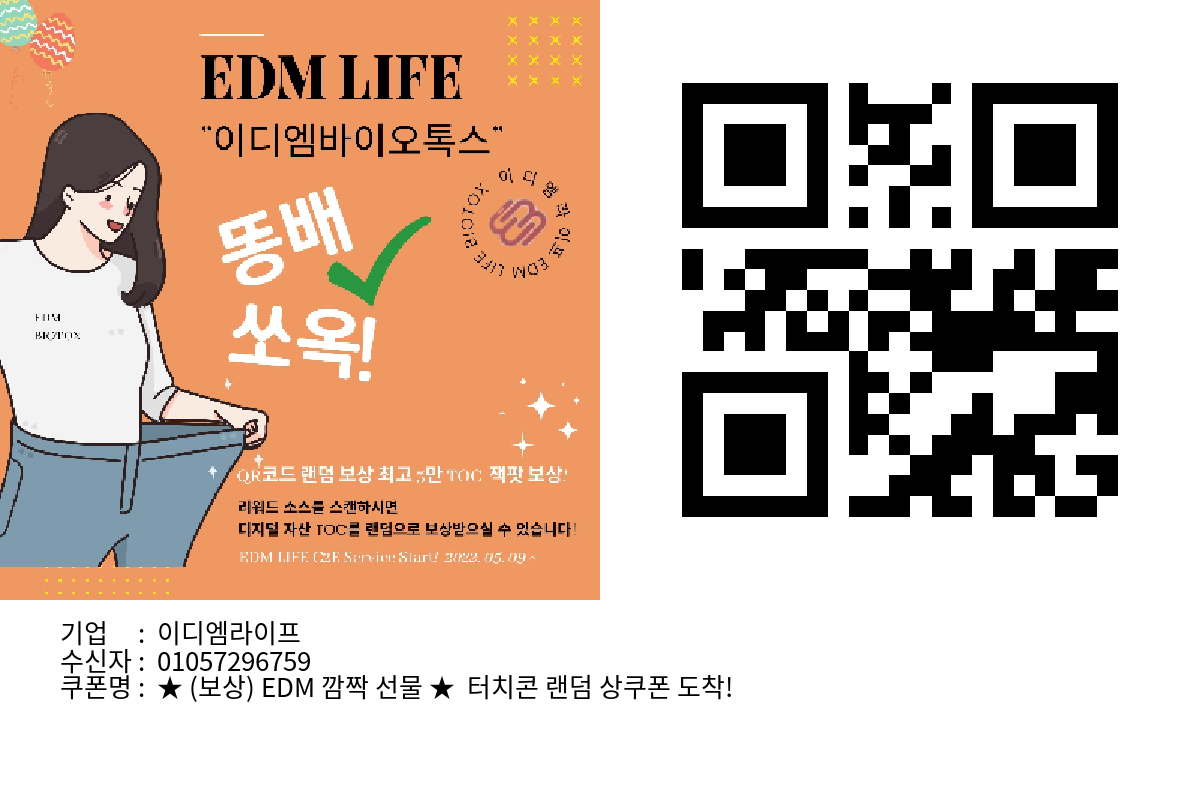 EDM LIFE
"이디엠바이오톡스"
이디엠라이프 EDM LIFE BIOTOX
똥배
쏘옥!
EDM
BIOTOX
QR코드 랜덤 보상 최고 5만 TOC 잭팟 보상!
리워드 소스를 스캔하시면
디지털 자산 TOC를 랜덤으로 보상받으실 수 있습니다!
EDM LIFE C2E Service Start! 2022. 05. 09 ~
기업 : 이디엠라이프
수신자 : 01057296759
쿠폰명 : ★ (보상) EDM 깜짝 선물 ★ 터치콘 랜덤 상쿠폰 도착!